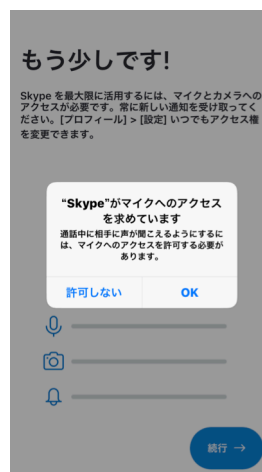 もう少しです!
Skype を最大限に活用するには、マイクとカメラへの
アクセスが必要です。常に新しい通知を受け取ってく
ださい。[プロフィール] > [設定] いつでもアクセス権
を変更できます。
“Skype”がマイクへのアクセス
を求めています
通話中に相手に声が聞こえるようにするに
は、マイクへのアクセスを許可する必要が
あります。
許可しない
OK
続行 →